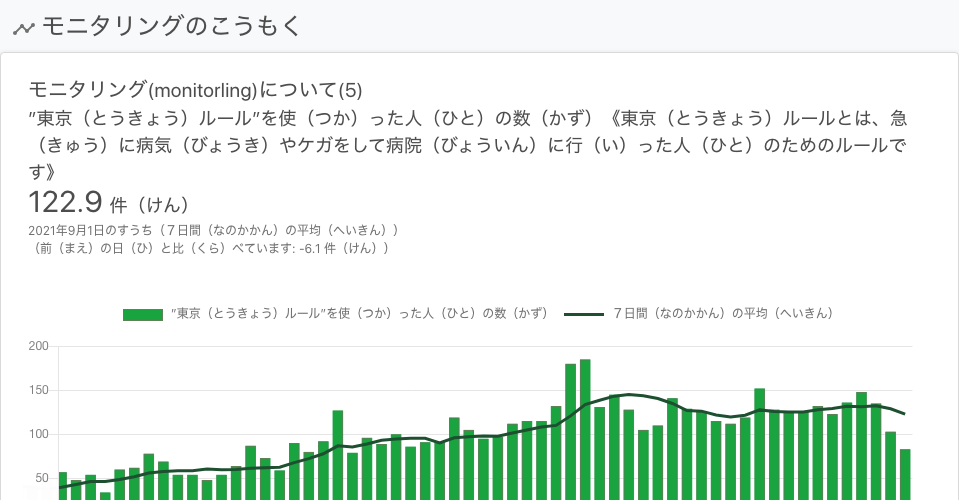 モニタリングのこうもく
モニタリング(monitorling)について(5)
”東京（とうきょう）ルール”を使（つか）った人（ひと）の数（かず）《東京（とうきょう）ルールとは、急
（きゅう）に病気（びょうき）やケガをして病院（びょういん）に行（い）った人（ひと）のためのルールで
す》
122.9 件（けん）
2021年9月1日のすうち（７日間（なのかかん）の平均（へいきん））
（前（まえ）の日（ひ）と比（くら）べています: -6.1 件（けん））
”東京（とうきょう）ルール”を使（つか）った人（ひと）の数（かず） ７日間（なのかかん）の平均（へいきん）
200
150
100
50